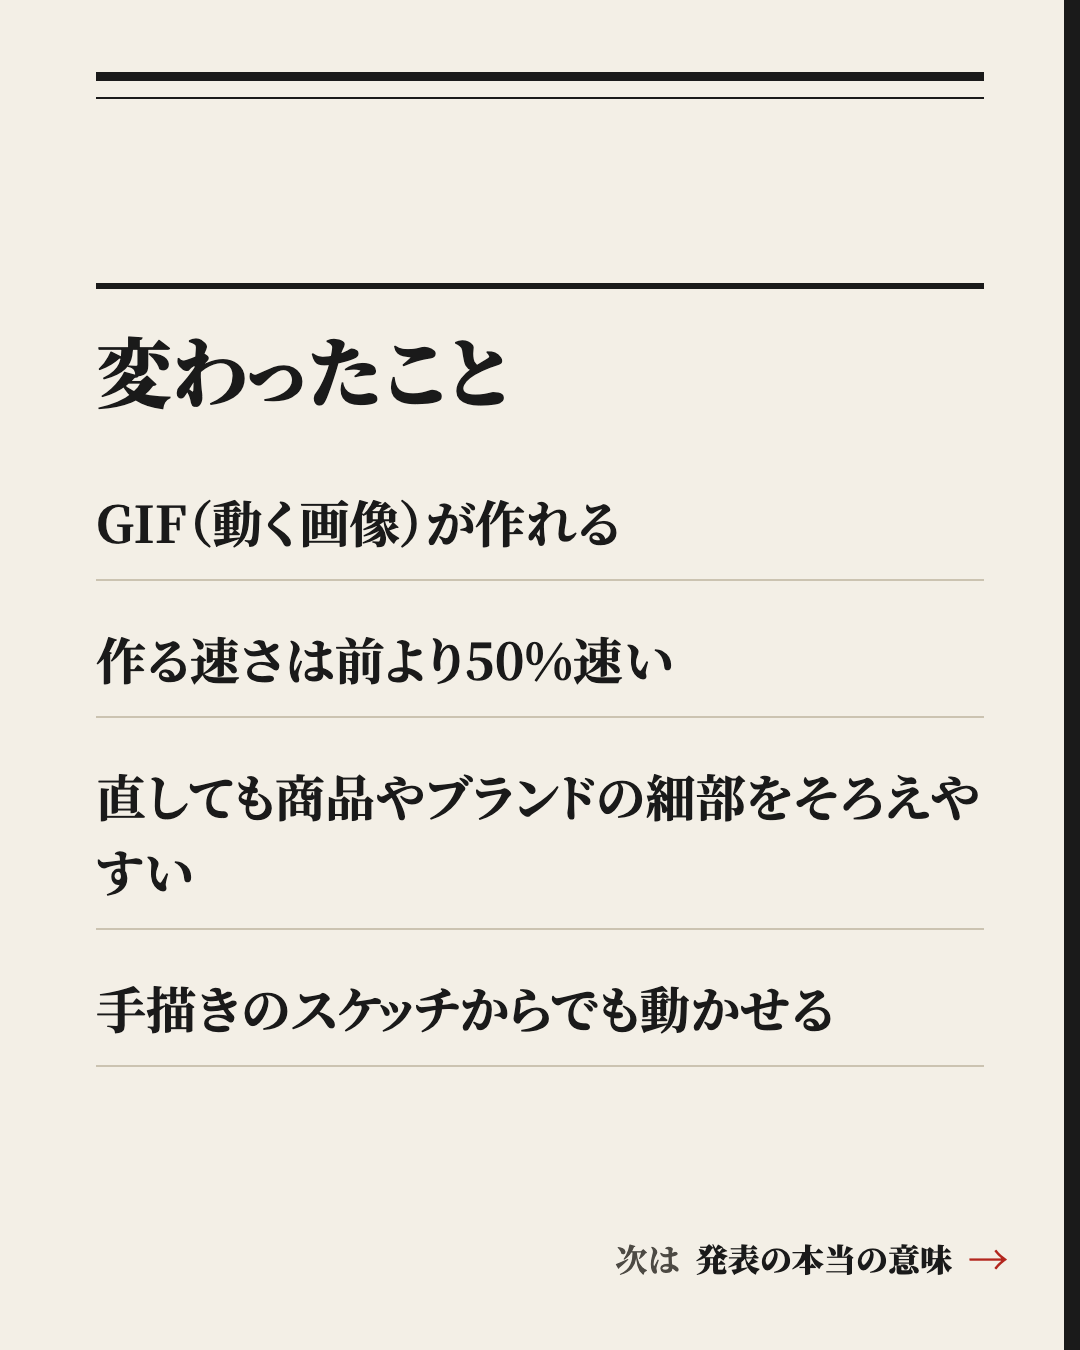 変わったこと
GIF（動く画像）が作れる
作る速さは前より50%速い
直しても商品やブランドの細部をそろえや
すい
手描きのスケッチからでも動かせる
次は 発表の本当の意味 →